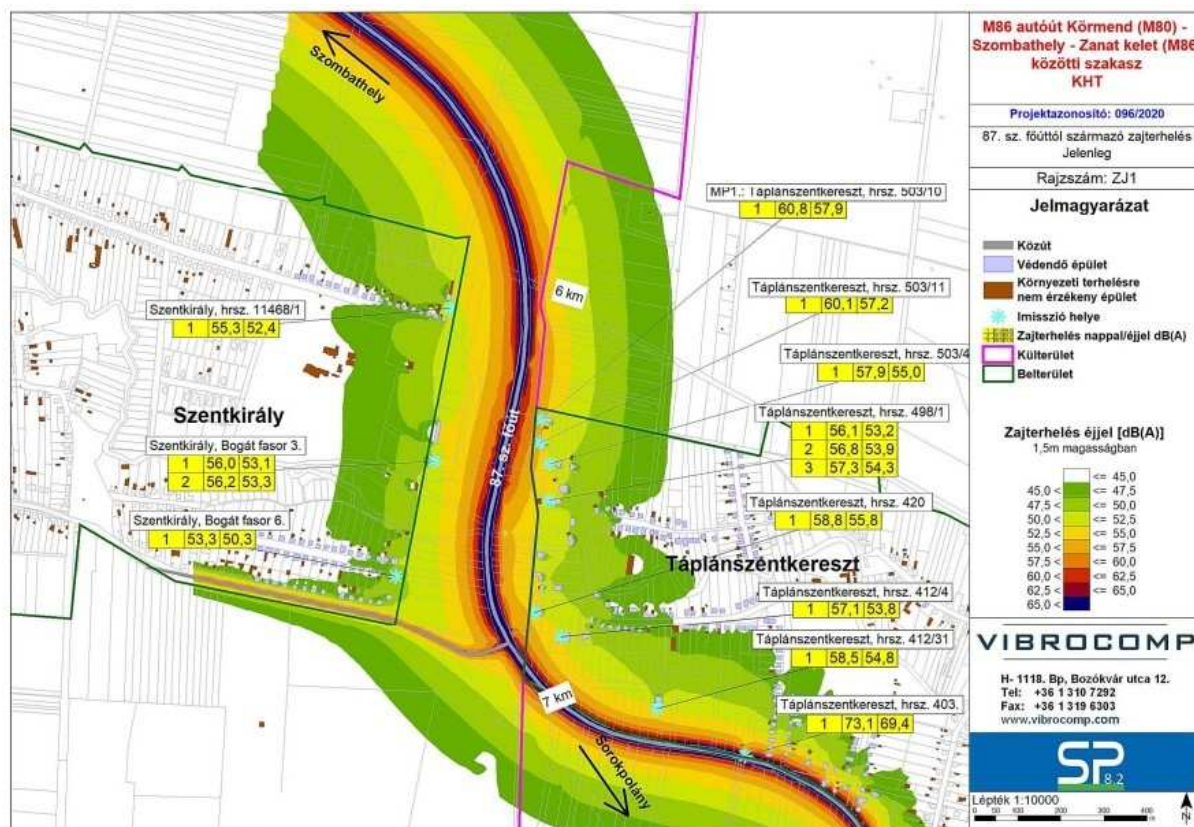 Szombathely
MP1.: Táplánszentkereszt, hrsz. 503/10
1 60,8 57,9
6 km
Táplánszentkereszt, hrsz. 503/11
1 60,1 57,2
Szentkirály, hrsz. 11468/1
1 55,3 52,4
Táplánszentkereszt, hrsz. 503/4
1 57,9 55,0
Szentkirály
87. sz. főút
Táplánszentkereszt, hrsz. 498/1
1 56,1 53,2
2 56,8 53,9
3 57,3 54,3
Szentkirály, Bogát fasor 3.
1 56,0 53,1
2 56,2 53,3
Táplánszentkereszt, hrsz. 420
1 58,8 55,8
Szentkirály, Bogát fasor 6.
1 53,3 50,3
Táplánszentkereszt
Táplánszentkereszt, hrsz. 412/4
1 57,1 53,8
Táplánszentkereszt, hrsz. 412/31
1 58,5 54,8
7 km
Táplánszentkereszt, hrsz. 403.
1 73,1 69,4
Sorokpolány
M86 autóút Körmend (M80) -
Szombathely - Zanat kelet (M86
közötti szakasz
KHT
Projektazonosító: 096/2020
87. sz. főúttól származó zajterhelés
Jelenleg
Rajzszám: ZJ1
Jelmagyarázat
Közút
Védendő épület
Környezeti terhelésre
nem érzékeny épület
Imisszió helye
Zajterhelés nappal/éjjel dB(A)
Külterület
Belterület
Zajterhelés éjjel [dB(A)]
1,5m magasságban
<= 45,0
45,0 < <= 47,5
47,5 < <= 50,0
50,0 < <= 52,5
52,5 < <= 55,0
55,0 < <= 57,5
57,5 < <= 60,0
60,0 < <= 62,5
62,5 < <= 65,0
65,0 <
VIBROCOMP
H- 1118. Bp, Bozókvár utca 12.
Tel: +36 1 310 7292
Fax: +36 1 319 6303
www.vibrocomp.com
SP 8.2
Lépték 1:10000
0 50 100 200 300 400
m
N